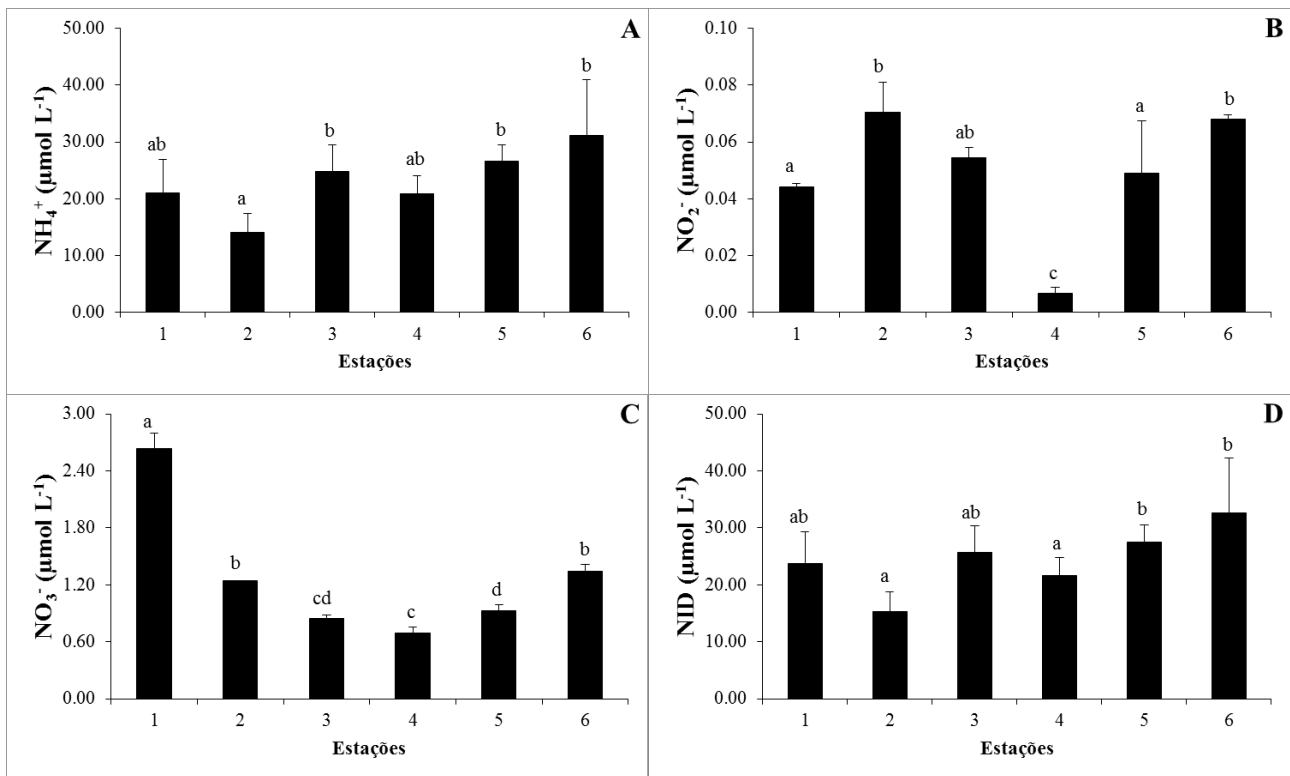 A
NH₄⁺ (µmol L⁻¹)
50.00
40.00
30.00
20.00
10.00
0.00
ab
a
b
ab
b
b
1 2 3 4 5 6
Estações
B
NO₂⁻ (µmol L⁻¹)
0.10
0.08
0.06
0.04
0.02
0.00
a
b
ab
c
a
b
1 2 3 4 5 6
Estações
C
NO₃⁻ (µmol L⁻¹)
3.00
2.40
1.80
1.20
0.60
0.00
a
b
cd
c
d
b
1 2 3 4 5 6
Estações
D
NID (µmol L⁻¹)
50.00
40.00
30.00
20.00
10.00
0.00
ab
a
ab
a
b
b
1 2 3 4 5 6
Estações